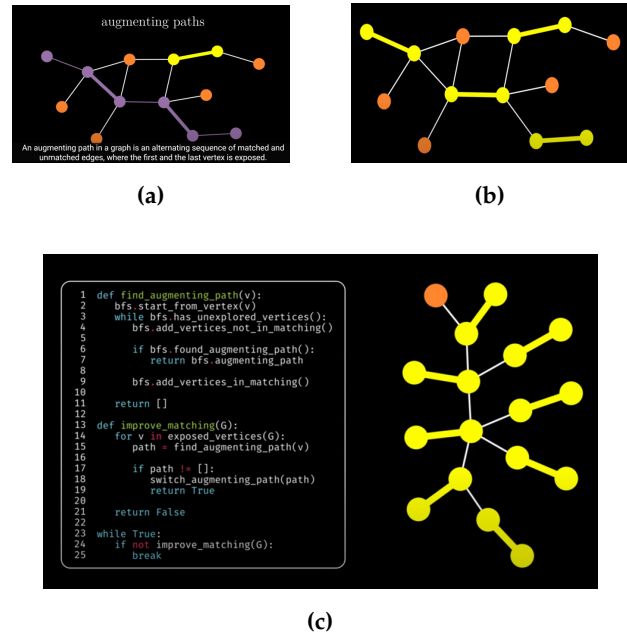 augmenting paths
An augmenting path in a graph is an alternating sequence of matched and
unmatched edges, where the first and the last vertex is exposed.
(a)
(b)
1 def find_augmenting_path(v):
2 bfs.start_from_vertex(v)
3 while bfs.has_unexplored_vertices():
4 bfs.add_vertices_not_in_matching()
5
6 if bfs.found_augmenting_path():
7 return bfs.augmenting_path
8
9 bfs.add_vertices_in_matching()
10
11 return []
12
13 def improve_matching(G):
14 for v in exposed_vertices(G):
15 path = find_augmenting_path(v)
16
17 if path != []:
18 switch_augmenting_path(path)
19 return True
20
21 return False
22
23 while True:
24 if not improve_matching(G):
25 break
(c)